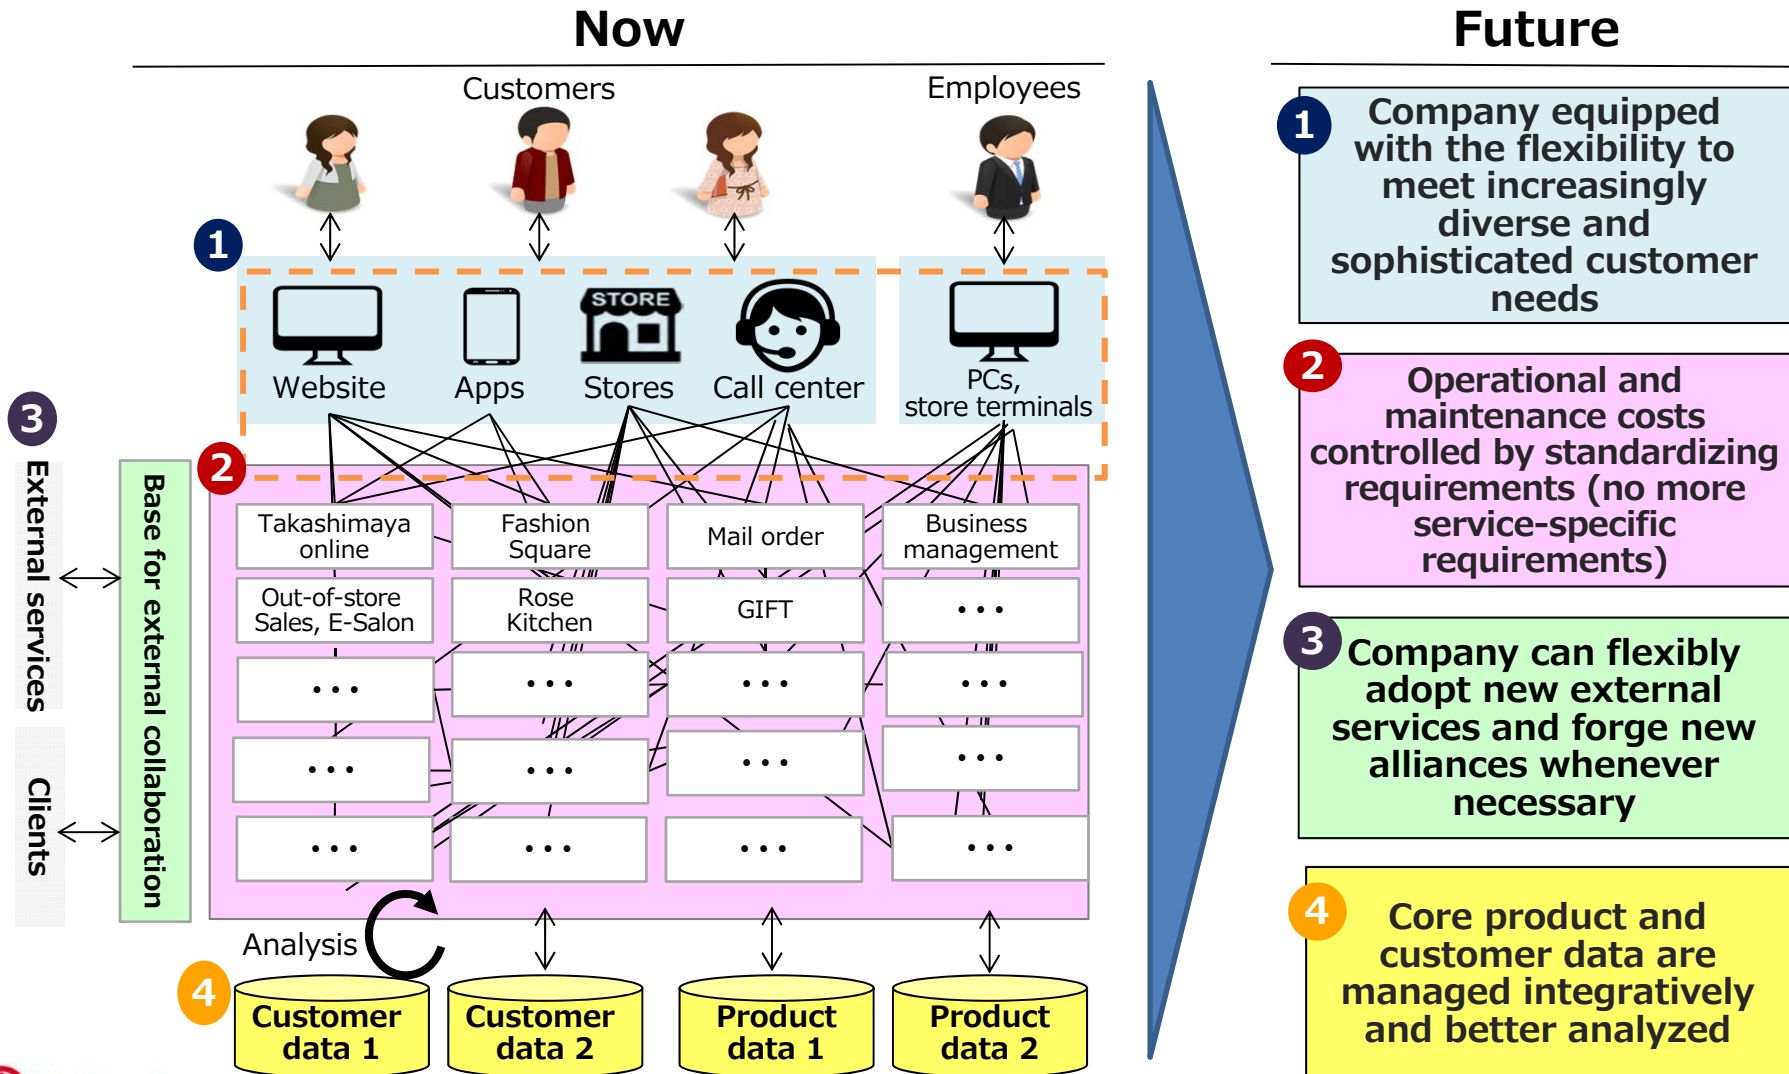 Now
Future
Customers
Employees
1
STORE
Website
Apps
Stores
Call center
PCs,
store terminals
2
3
External services
Clients
Base for external collaboration
Takashimaya
online
Fashion
Square
Mail order
Business
management
Out-of-store
Sales, E-Salon
Rose
Kitchen
GIFT
•••
•••
•••
•••
•••
•••
•••
•••
•••
•••
•••
•••
•••
Analysis
4
Customer
data 1
Customer
data 2
Product
data 1
Product
data 2
1
Company equipped
with the flexibility to
meet increasingly
diverse and
sophisticated customer
needs
2
Operational and
maintenance costs
controlled by standardizing
requirements (no more
service-specific
requirements)
3
Company can flexibly
adopt new external
services and forge new
alliances whenever
necessary
4
Core product and
customer data are
managed integratively
and better analyzed